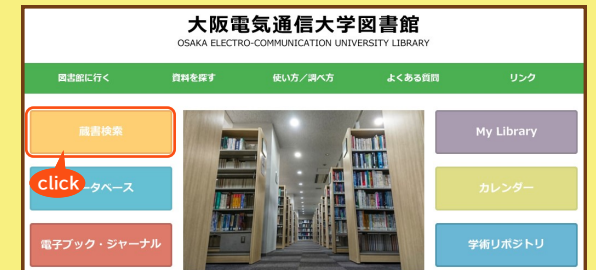 大阪電気通信大学図書館
OSAKA ELECTRO-COMMUNICATION UNIVERSITY LIBRARY
図書館に行く 資料を探す 使い方／調べ方 よくある質問 リンク
蔵書検索
My Library
click
ータベース
カレンダー
電子ブック・ジャーナル
学術リポジトリ